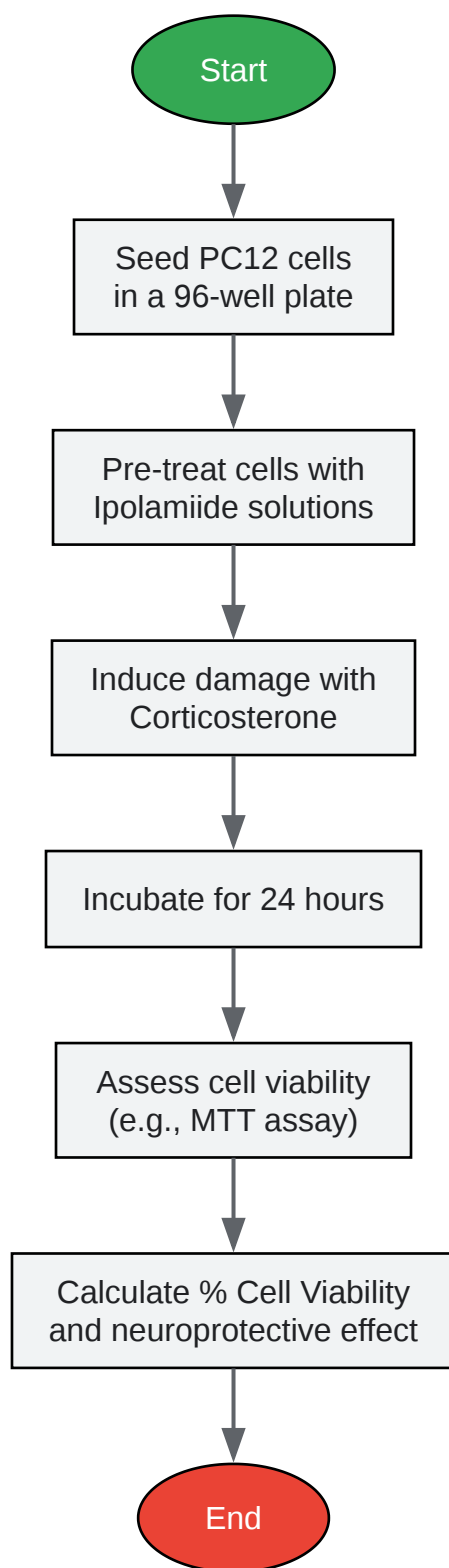 Start
Seed PC12 cells
in a 96-well plate
Pre-treat cells with
Ipolamiide solutions
Induce damage with
Corticosterone
Incubate for 24 hours
Assess cell viability
(e.g., MTT assay)
Calculate % Cell Viability
and neuroprotective effect
End